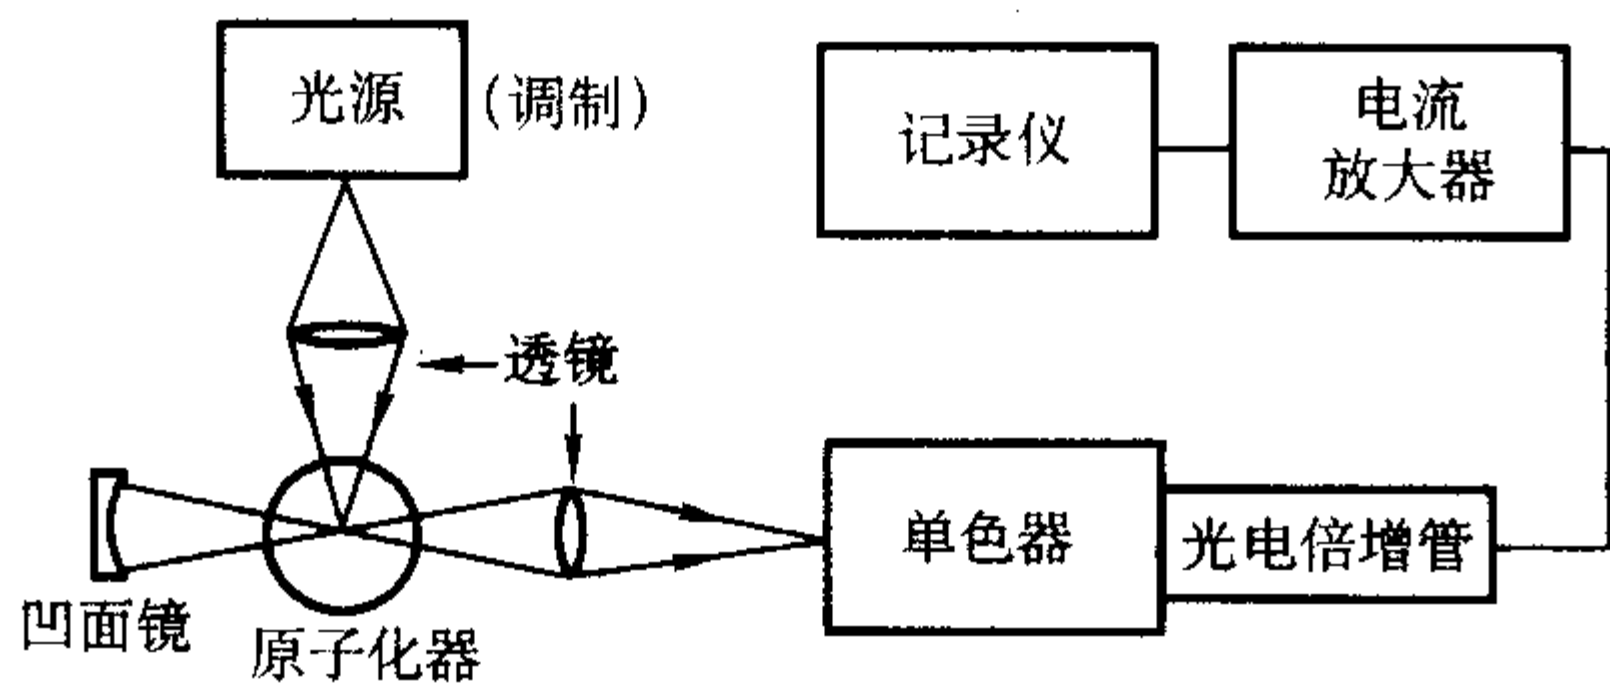 光源
(调制)
记录仪
电流
放大器
透镜
单色器
光电倍增管
凹面镜
原子化器